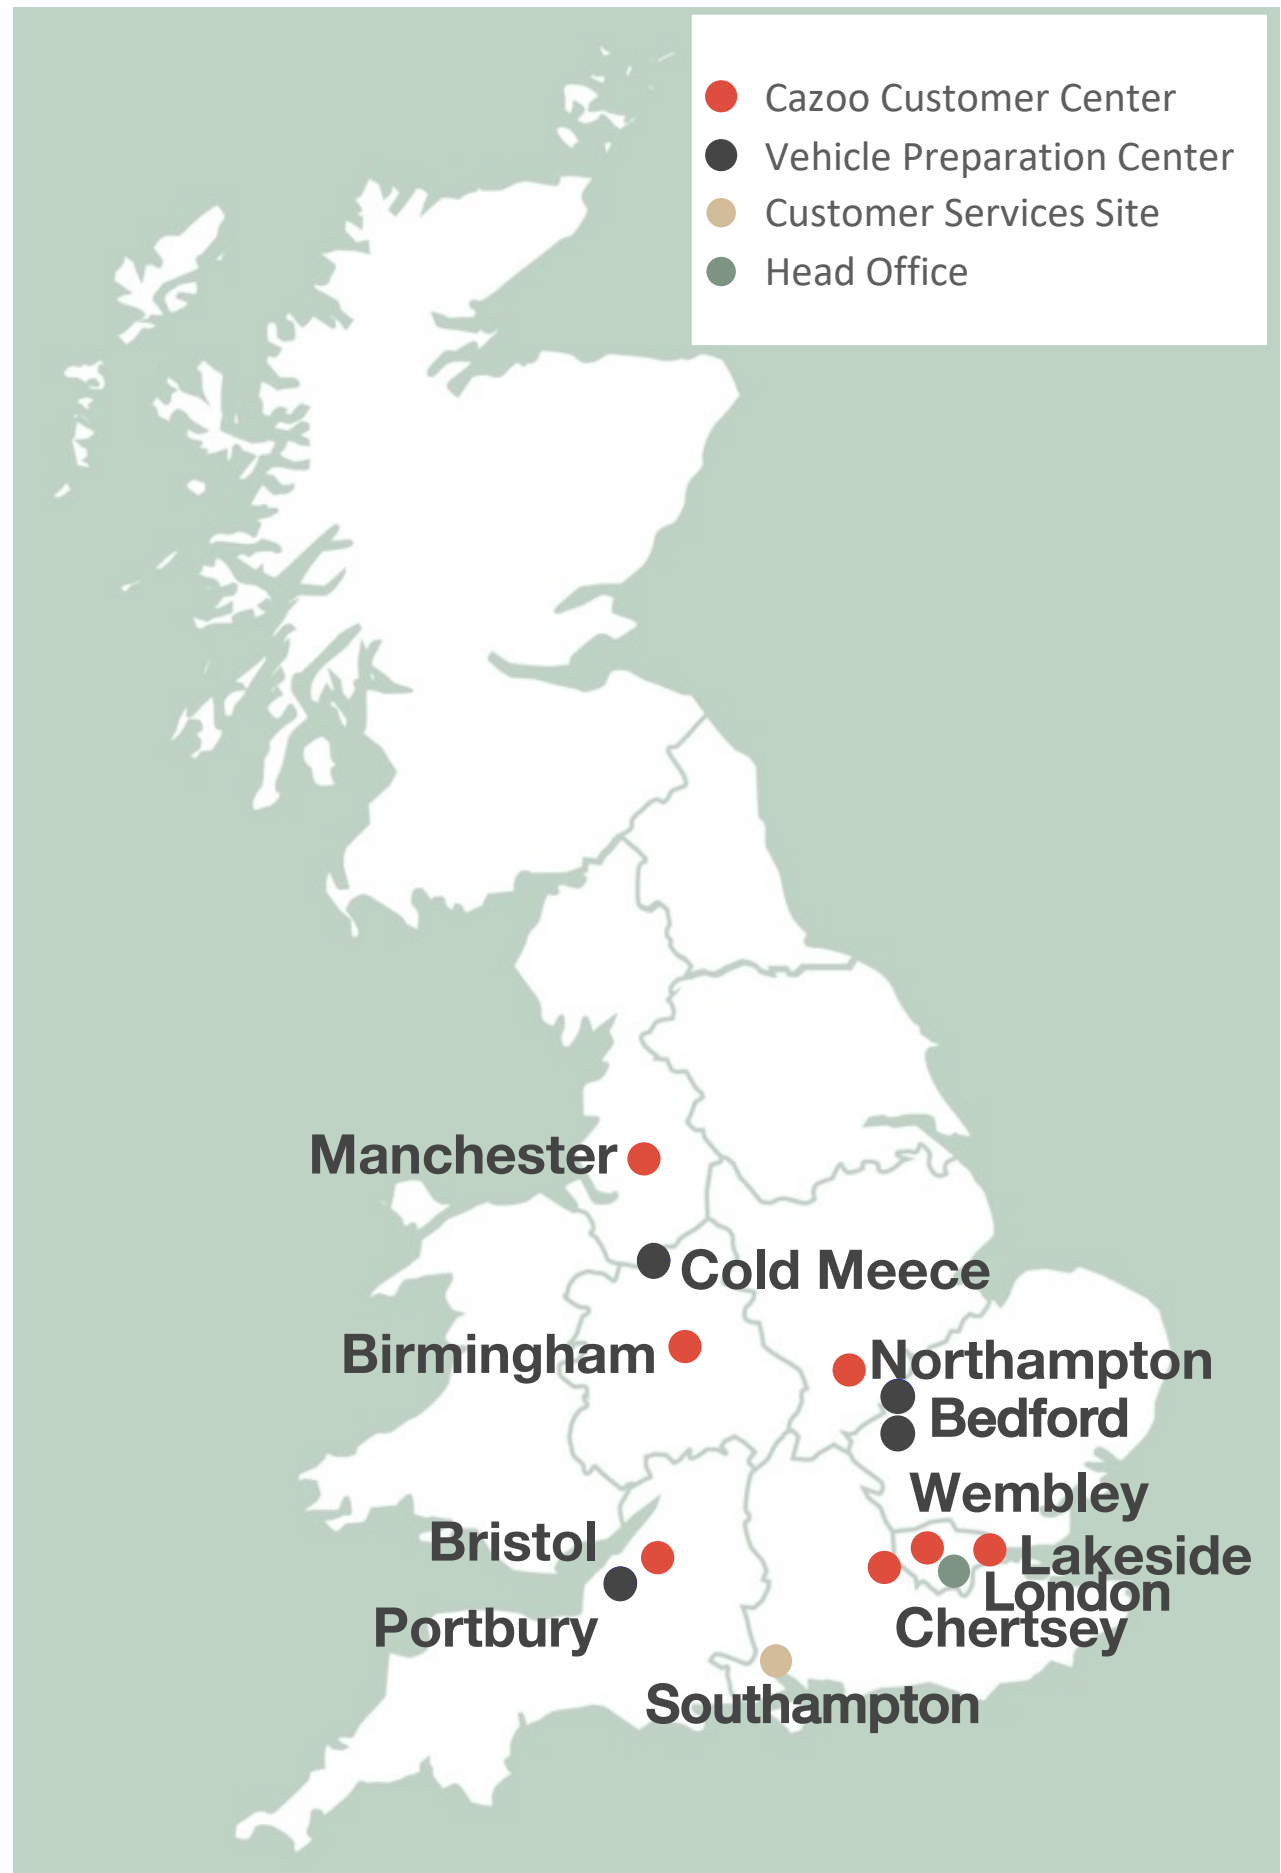 Cazoo Customer Center
Vehicle Preparation Center
Customer Services Site
Head Office
Manchester
Cold Meece
Birmingham
Northampton
Bedford
Wembley
Bristol
Lakeside
London
Portbury
Chertsey
Southampton